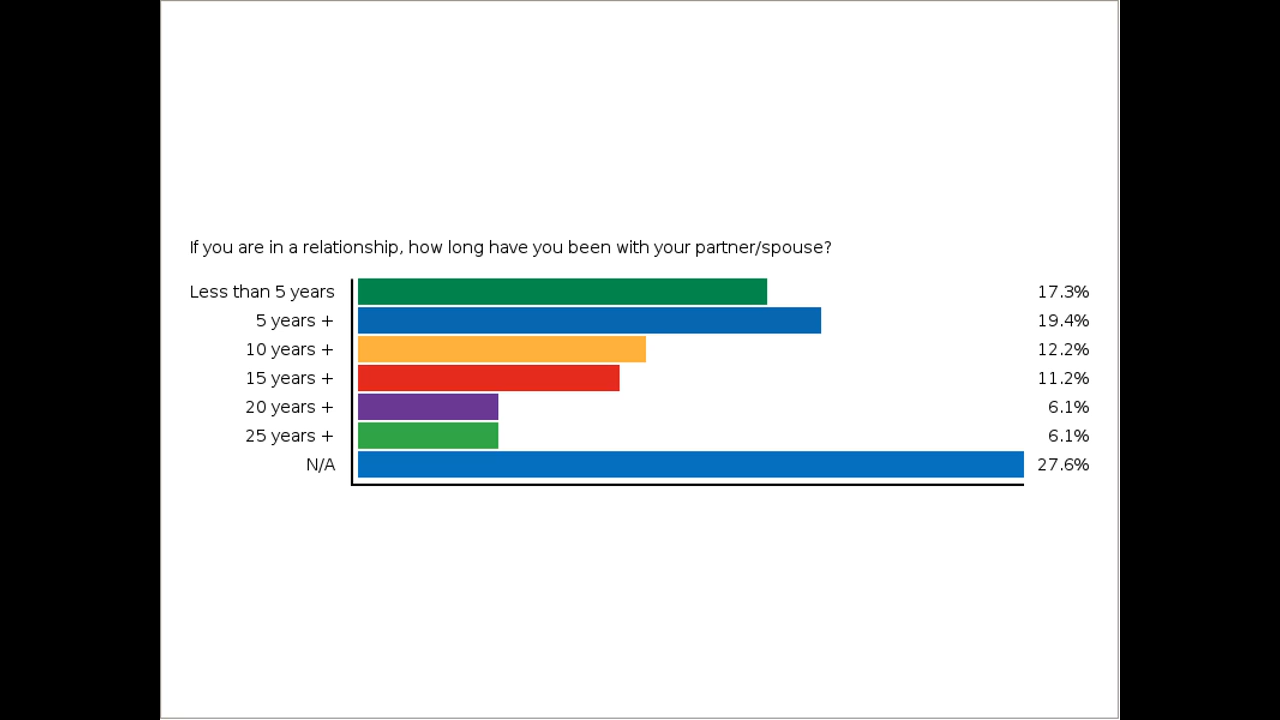 If you are in a relationship, how long have you been with your partner/spouse?
Less than 5 years 17.3%
5 years + 19.4%
10 years + 12.2%
15 years + 11.2%
20 years + 6.1%
25 years + 6.1%
N/A 27.6%